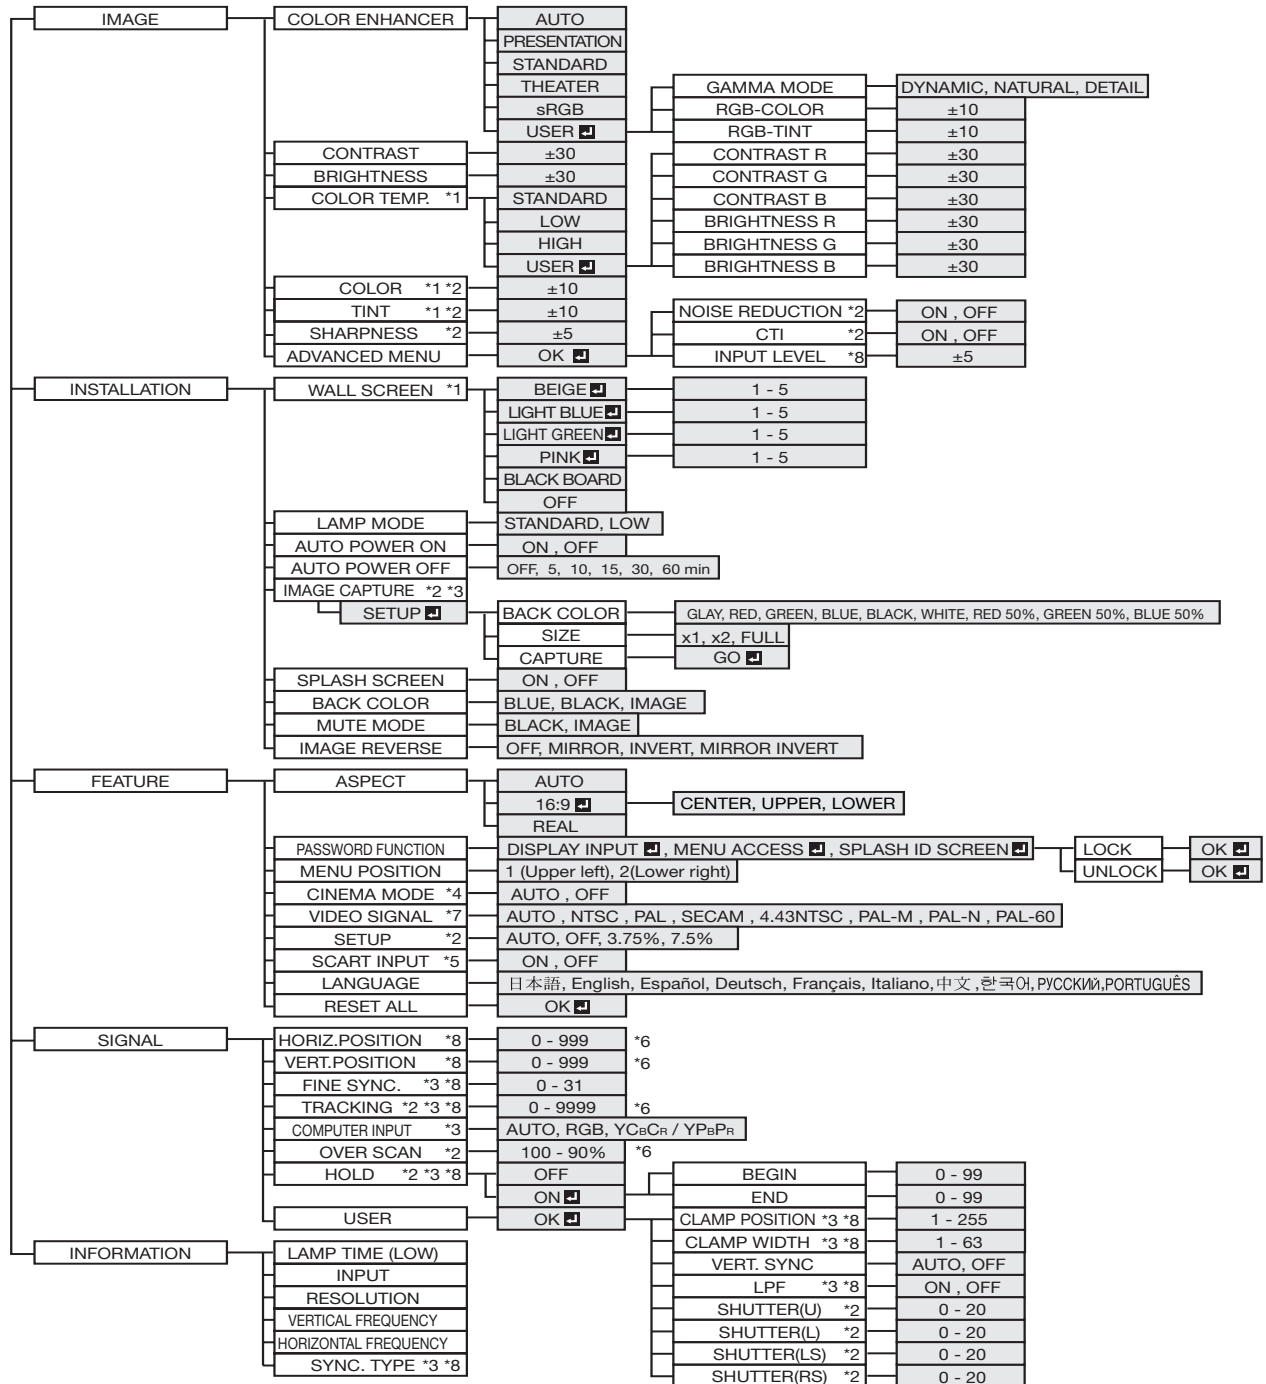 IMAGE COLOR ENHANCER AUTO
PRESENTATION
STANDARD
THEATER GAMMA MODE DYNAMIC, NATURAL, DETAIL
sRGB RGB-COLOR ±10
USER RGB-TINT ±10
CONTRAST ±30 CONTRAST R ±30
BRIGHTNESS ±30 CONTRAST G ±30
COLOR TEMP. *1 STANDARD CONTRAST B ±30
LOW BRIGHTNESS R ±30
HIGH BRIGHTNESS G ±30
USER BRIGHTNESS B ±30
COLOR *1 *2 ±10
TINT *1 *2 ±10 NOISE REDUCTION *2 ON , OFF
SHARPNESS *2 ±5 CTI *2 ON , OFF
ADVANCED MENU OK INPUT LEVEL *8 ±5
INSTALLATION WALL SCREEN *1 BEIGE 1 - 5
LIGHT BLUE 1 - 5
LIGHT GREEN 1 - 5
PINK 1 - 5
BLACK BOARD
OFF
LAMP MODE STANDARD, LOW
AUTO POWER ON ON , OFF
AUTO POWER OFF OFF, 5, 10, 15, 30, 60 min
IMAGE CAPTURE *2 *3
SETUP BACK COLOR GLAY, RED, GREEN, BLUE, BLACK, WHITE, RED 50%, GREEN 50%, BLUE 50%
SIZE x1, x2, FULL
CAPTURE GO
SPLASH SCREEN ON , OFF
BACK COLOR BLUE, BLACK, IMAGE
MUTE MODE BLACK, IMAGE
IMAGE REVERSE OFF, MIRROR, INVERT, MIRROR INVERT
FEATURE ASPECT AUTO
16:9 CENTER, UPPER, LOWER
REAL
PASSWORD FUNCTION DISPLAY INPUT , MENU ACCESS , SPLASH ID SCREEN LOCK OK
MENU POSITION 1 (Upper left), 2(Lower right) UNLOCK OK
CINEMA MODE *4 AUTO , OFF
VIDEO SIGNAL *7 AUTO , NTSC , PAL , SECAM , 4.43NTSC , PAL-M , PAL-N , PAL-60
SETUP *2 AUTO, OFF, 3.75%, 7.5%
SCART INPUT *5 ON , OFF
LANGUAGE 日本語, English, Español, Deutsch, Français, Italiano, 中文 ,한국어, РУССКИЙ,PORTUGUÊS
RESET ALL OK
SIGNAL HORIZ.POSITION *8 0 - 999 *6
VERT.POSITION *8 0 - 999 *6
FINE SYNC. *3 *8 0 - 31
TRACKING *2 *3 *8 0 - 9999 *6
COMPUTER INPUT *3 AUTO, RGB, YCBCR / YPBPR
OVER SCAN *2 100 - 90% *6
HOLD *2 *3 *8 OFF BEGIN 0 - 99
ON END 0 - 99
USER OK CLAMP POSITION *3 *8 1 - 255
CLAMP WIDTH *3 *8 1 - 63
INFORMATION LAMP TIME (LOW) VERT. SYNC AUTO, OFF
INPUT LPF *3 *8 ON , OFF
RESOLUTION SHUTTER(U) *2 0 - 20
VERTICAL FREQUENCY SHUTTER(L) *2 0 - 20
HORIZONTAL FREQUENCY SHUTTER(LS) *2 0 - 20
SYNC. TYPE *3 *8 SHUTTER(RS) *2 0 - 20